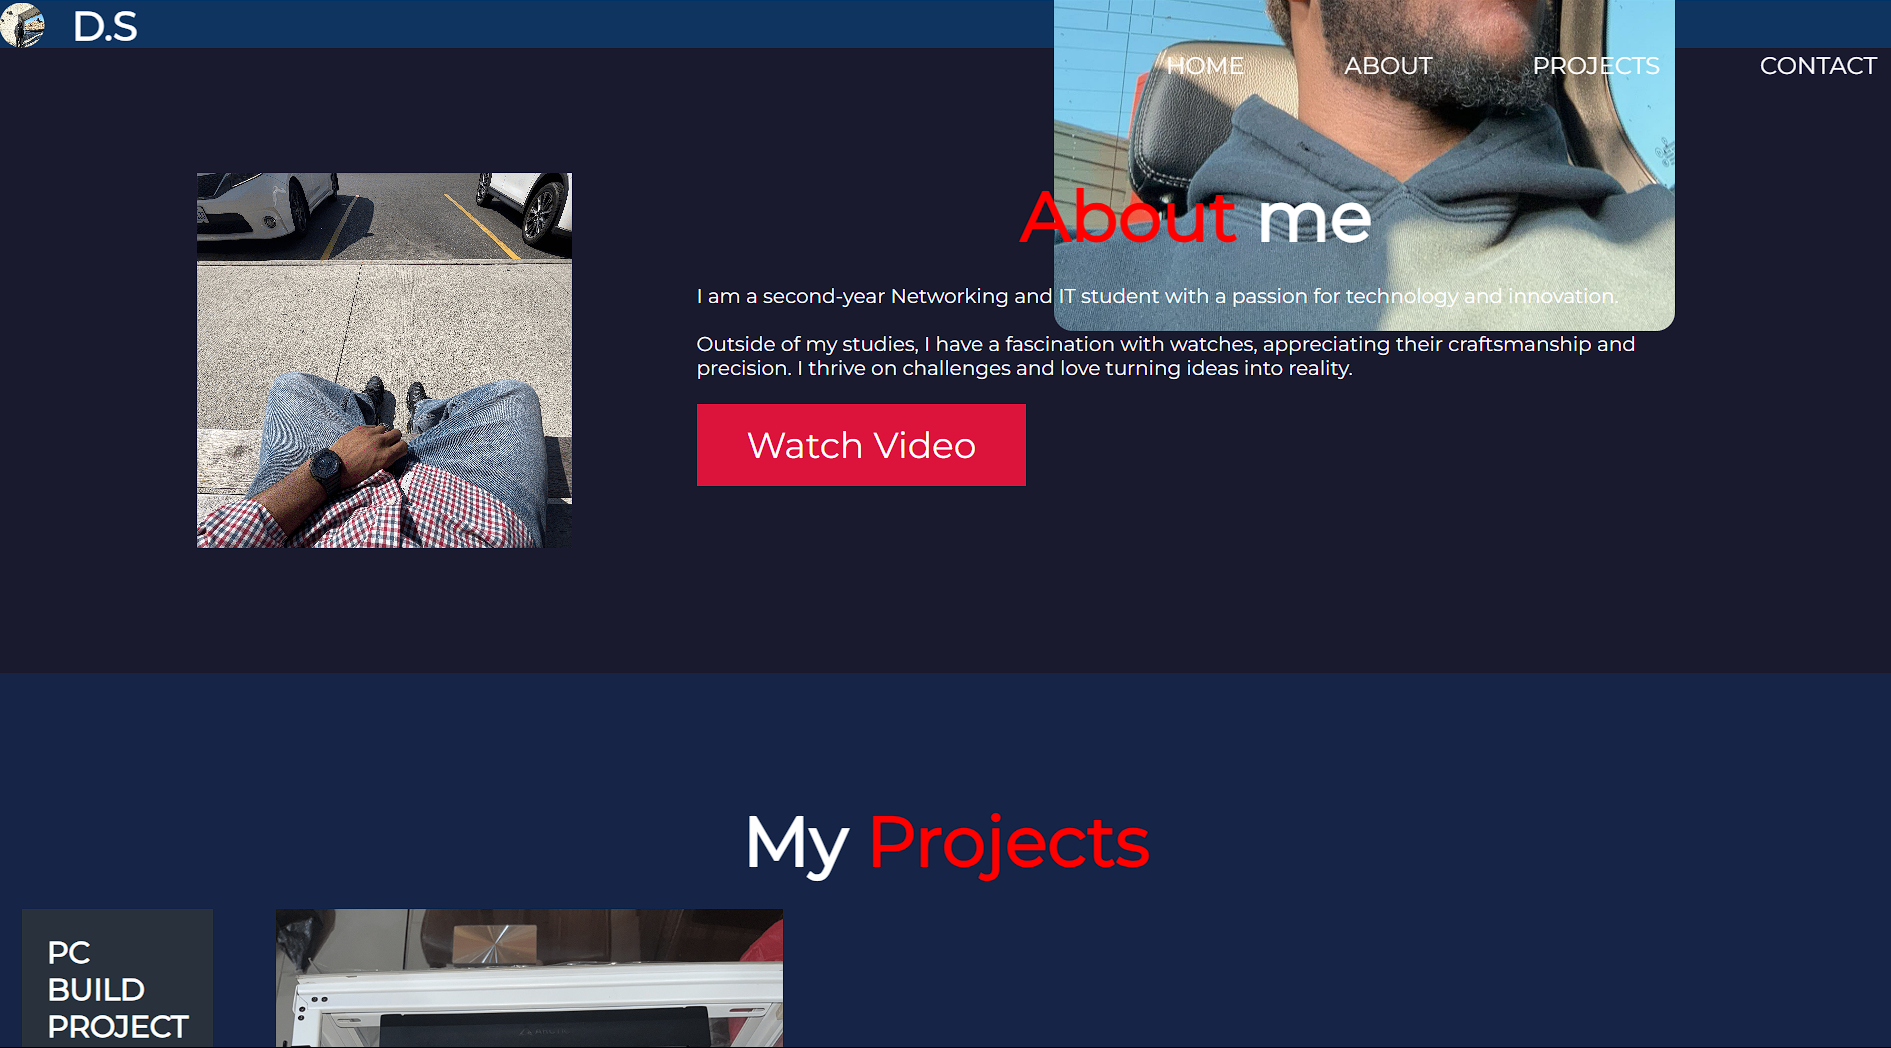 D.S
HOME ABOUT PROJECTS CONTACT
About me
I am a second-year Networking and IT student with a passion for technology and innovation.
Outside of my studies, I have a fascination with watches, appreciating their craftsmanship and
precision. I thrive on challenges and love turning ideas into reality.
Watch Video
My Projects
PC
BUILD
PROJECT